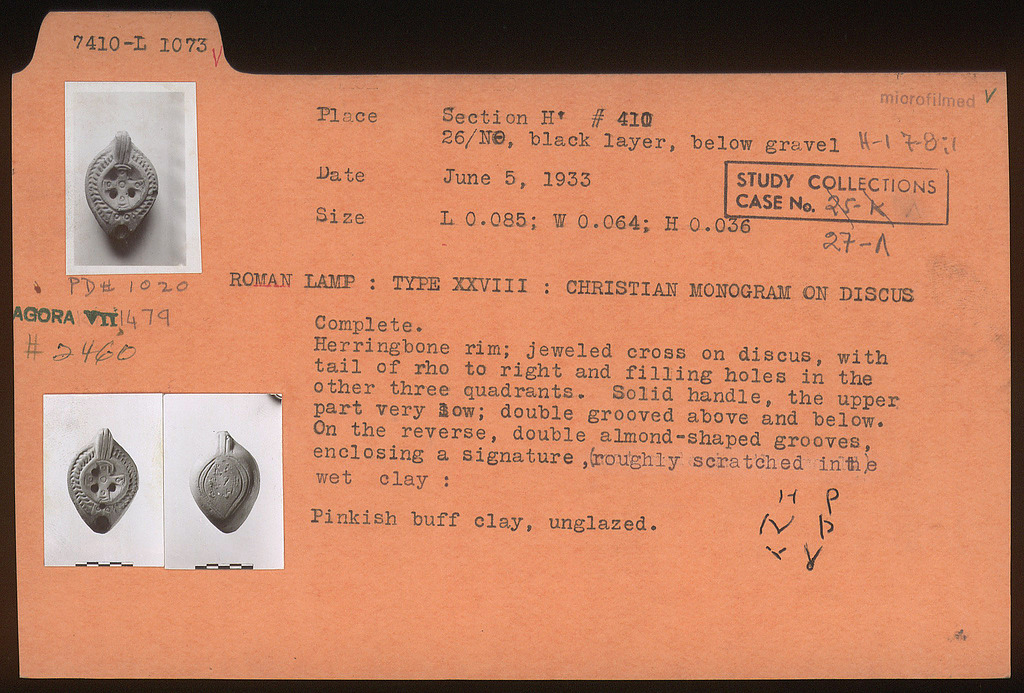 7410-L 1073 √
microfilmed √
Place Section H' # 410
26/ΝΘ, black layer, below gravel
Date June 5, 1933
STUDY COLLECTIONS
CASE No. 25-K
27-Λ
Size L 0.085; W 0.064; H 0.036
PD# 1020
AGORA VII 1479
# 2460
ROMAN LAMP : TYPE XXVIII : CHRISTIAN MONOGRAM ON DISCUS
Complete.
Herringbone rim; jeweled cross on discus, with
tail of rho to right and filling holes in the
other three quadrants. Solid handle, the upper
part very low; double grooved above and below.
On the reverse, double almond-shaped grooves,
enclosing a signature, (roughly scratched in the
wet clay :
Pinkish buff clay, unglazed.